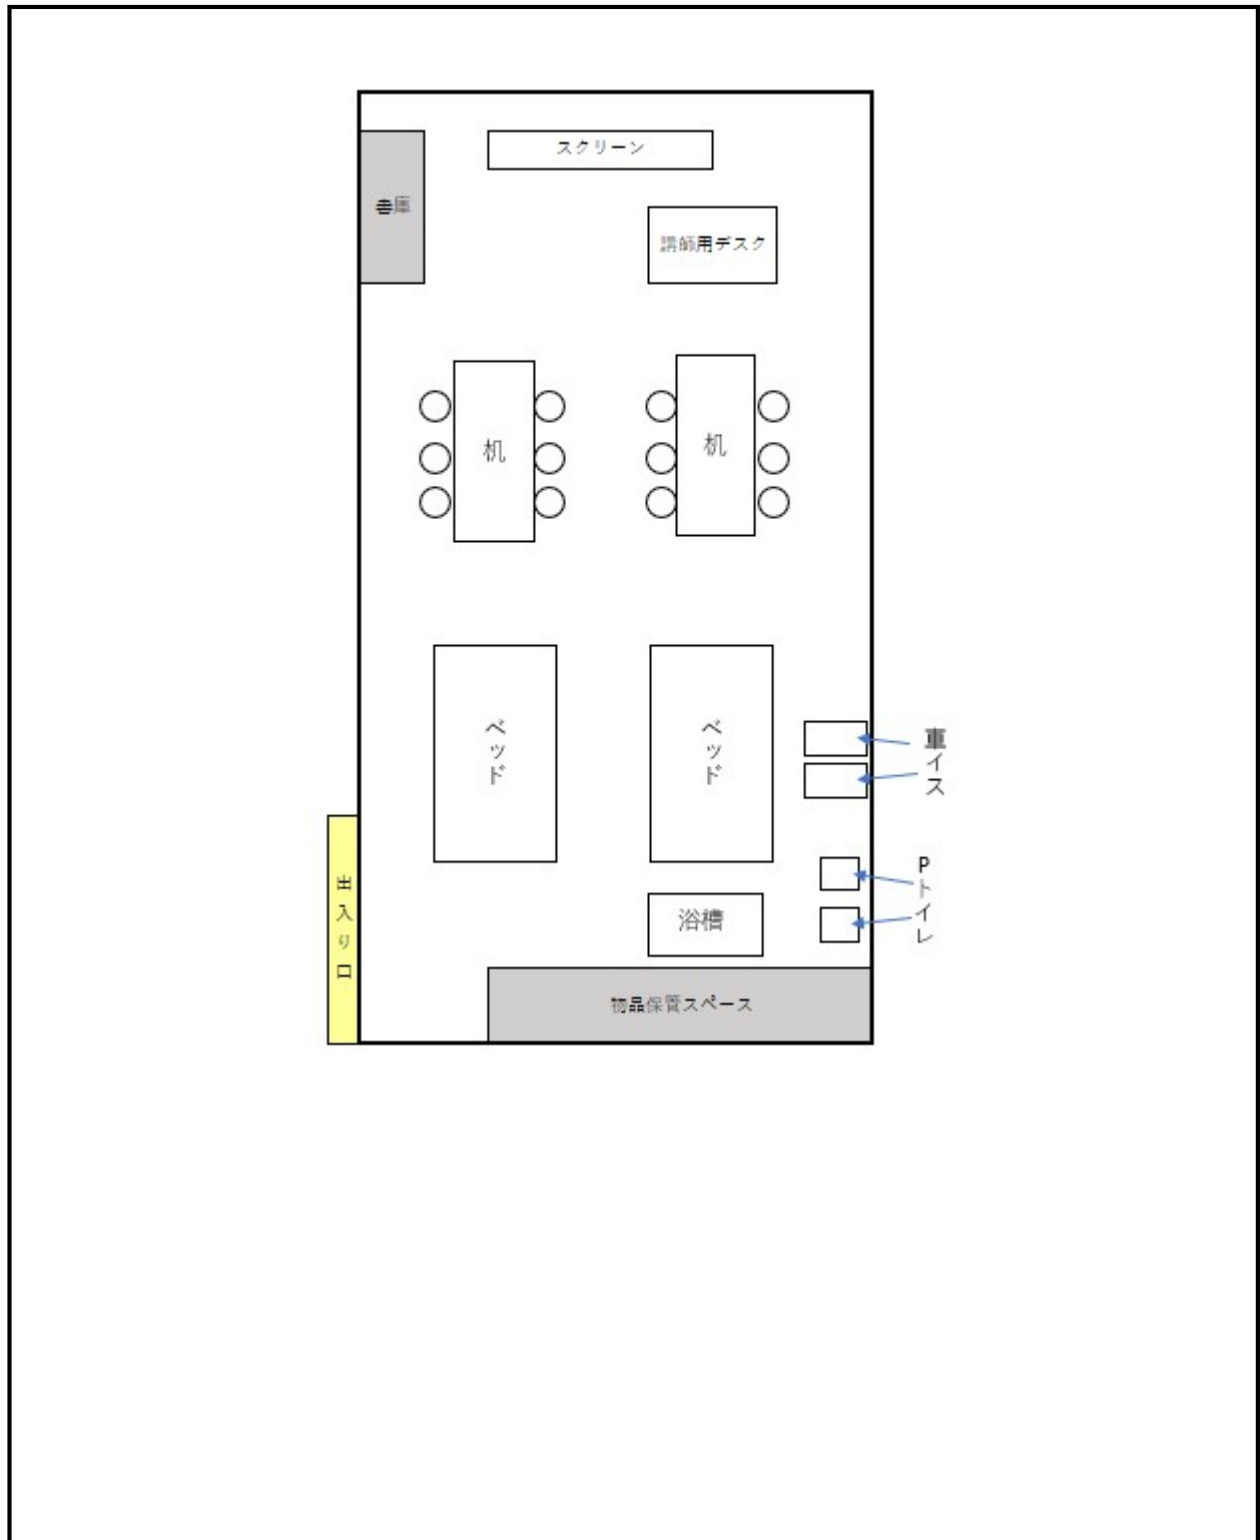 スクリーン
書庫
講師用デスク
机
机
ベッド
ベッド
車イス
Pトイレ
出入り口
浴槽
物品保管スペース